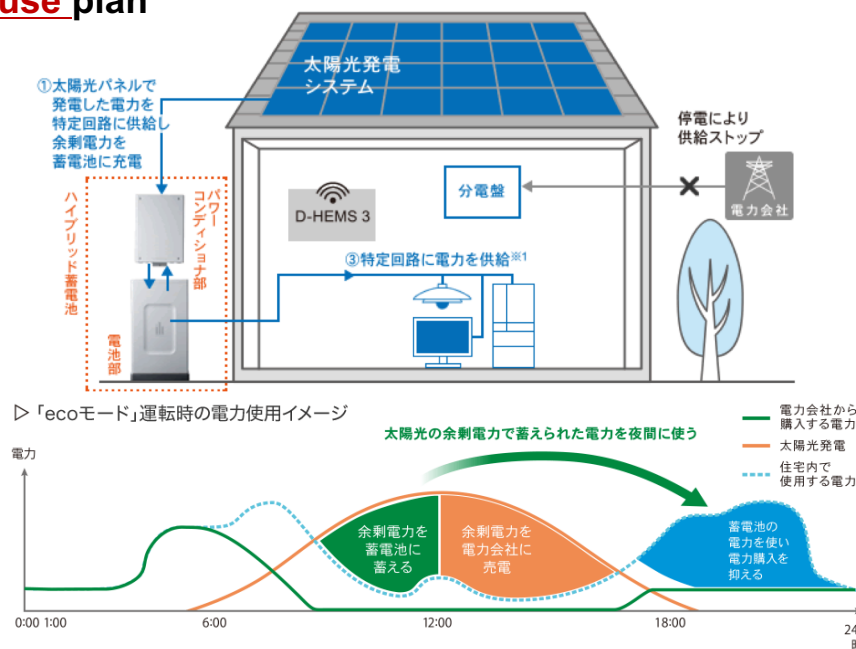 use plan
太陽光発電
システム
①太陽光パネルで
発電した電力を
特定回路に供給し
余剰電力を
蓄電池に充電
停電により
供給ストップ
電力会社
分電盤
D-HEMS 3
ハイブリッド蓄電池
パワー
コンディショナ部
電池部
③特定回路に電力を供給※1
▷「ecoモード」運転時の電力使用イメージ
太陽光の余剰電力で蓄えられた電力を夜間に使う
電力会社から
購入する電力
太陽光発電
住宅内で
使用する電力
電力
余剰電力を
蓄電池に
蓄える
余剰電力を
電力会社に
売電
蓄電池の
電力を使い
電力購入を
抑える
0:00 1:00 6:00 12:00 18:00 24